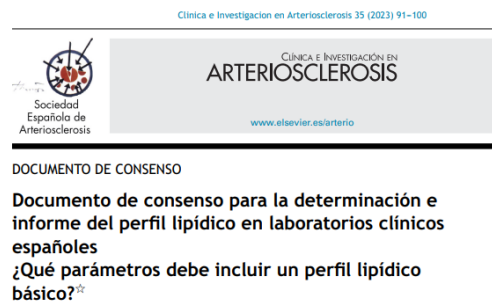 Clinica e Investigacion en Arteriosclerosis 35 (2023) 91---100
Sociedad
Española de
Arteriosclerosis
CLÍNICA E INVESTIGACIÓN EN
ARTERIOSCLEROSIS
www.elsevier.es/arterio
DOCUMENTO DE CONSENSO
Documento de consenso para la determinación e
informe del perfil lipídico en laboratorios clínicos
españoles
¿Qué parámetros debe incluir un perfil lipídico
básico?☆